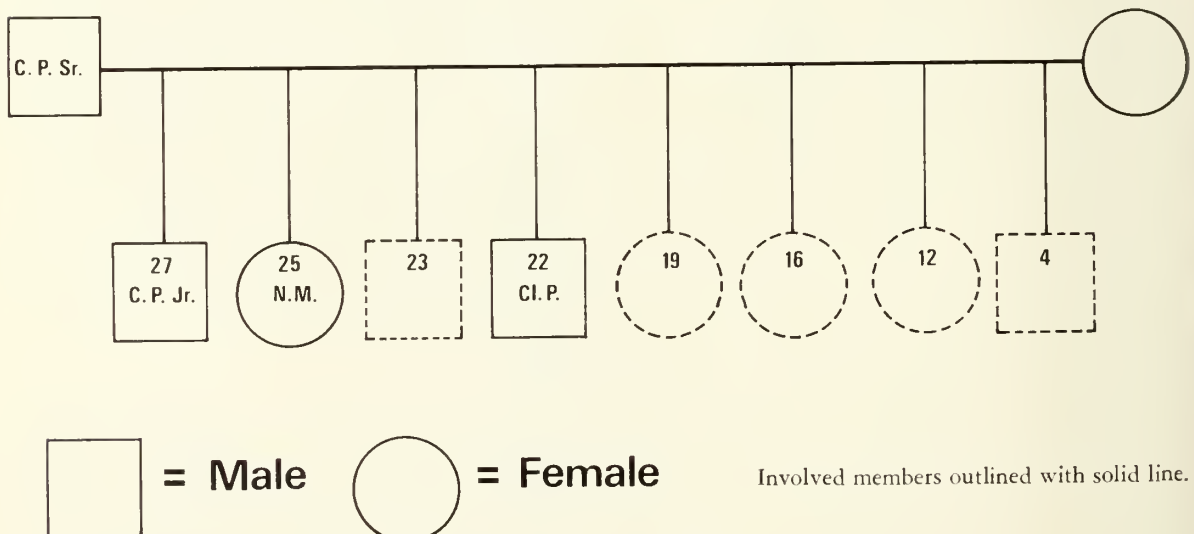 C. P. Sr.
27
C. P. Jr.
25
N.M.
23
22
Cl. P.
19
16
12
4
= Male
= Female
Involved members outlined with solid line.